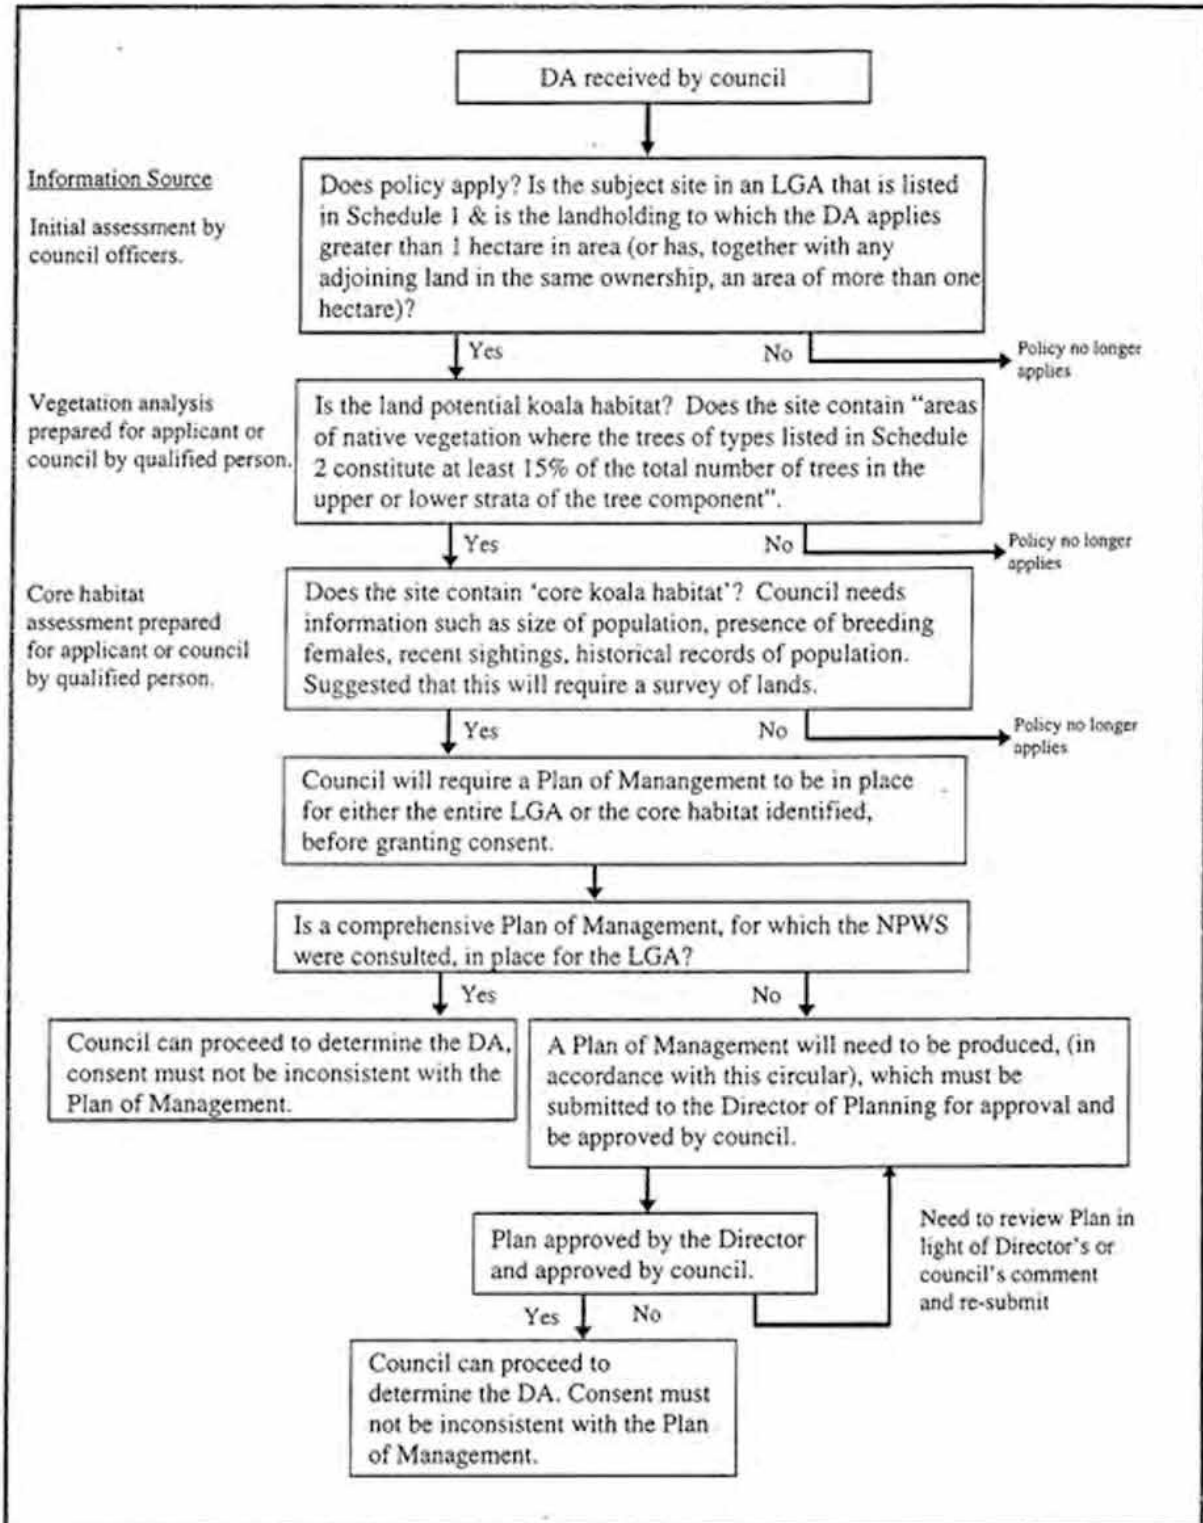 DA received by council
Information Source
Initial assessment by
council officers.
Does policy apply? Is the subject site in an LGA that is listed
in Schedule 1 & is the landholding to which the DA applies
greater than 1 hectare in area (or has, together with any
adjoining land in the same ownership, an area of more than one
hectare)?
Yes
No
Policy no longer
applies
Vegetation analysis
prepared for applicant or
council by qualified person.
Is the land potential koala habitat? Does the site contain “areas
of native vegetation where the trees of types listed in Schedule
2 constitute at least 15% of the total number of trees in the
upper or lower strata of the tree component”.
Yes
No
Policy no longer
applies
Core habitat
assessment prepared
for applicant or council
by qualified person.
Does the site contain ‘core koala habitat’? Council needs
information such as size of population, presence of breeding
females, recent sightings, historical records of population.
Suggested that this will require a survey of lands.
Yes
No
Policy no longer
applies
Council will require a Plan of Manangement to be in place
for either the entire LGA or the core habitat identified,
before granting consent.
Is a comprehensive Plan of Management, for which the NPWS
were consulted, in place for the LGA?
Yes
No
Council can proceed to determine the DA,
consent must not be inconsistent with the
Plan of Management.
A Plan of Management will need to be produced, (in
accordance with this circular), which must be
submitted to the Director of Planning for approval and
be approved by council.
Plan approved by the Director
and approved by council.
Need to review Plan in
light of Director's or
council's comment
and re-submit
Yes
No
Council can proceed to
determine the DA. Consent must
not be inconsistent with the Plan
of Management.